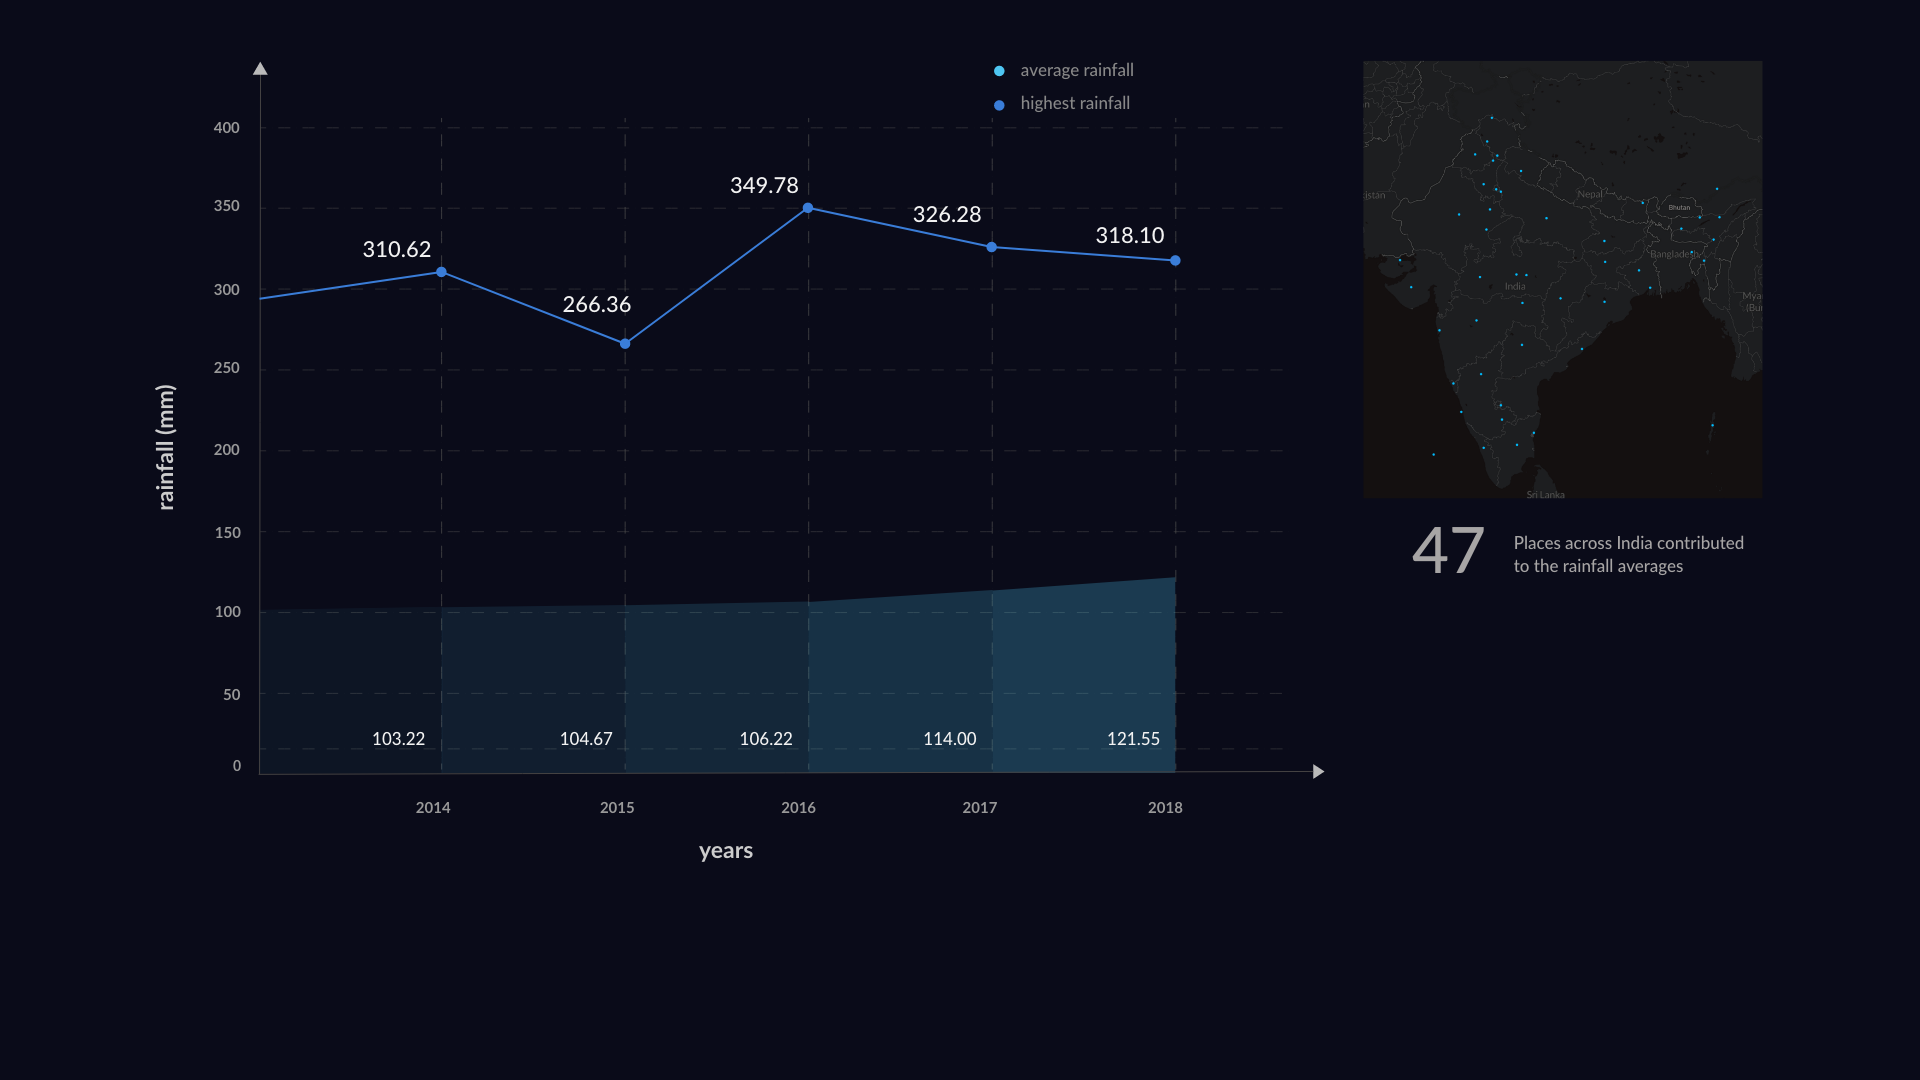 average rainfall
highest rainfall
400
350
300
250
200
150
100
50
0
rainfall (mm)
310.62
266.36
349.78
326.28
318.10
103.22
104.67
106.22
114.00
121.55
2014
2015
2016
2017
2018
years
istan
Nepal
Bhutan
Bangladesh
India
Mya
(Bu
Sri Lanka
47
Places across India contributed
to the rainfall averages